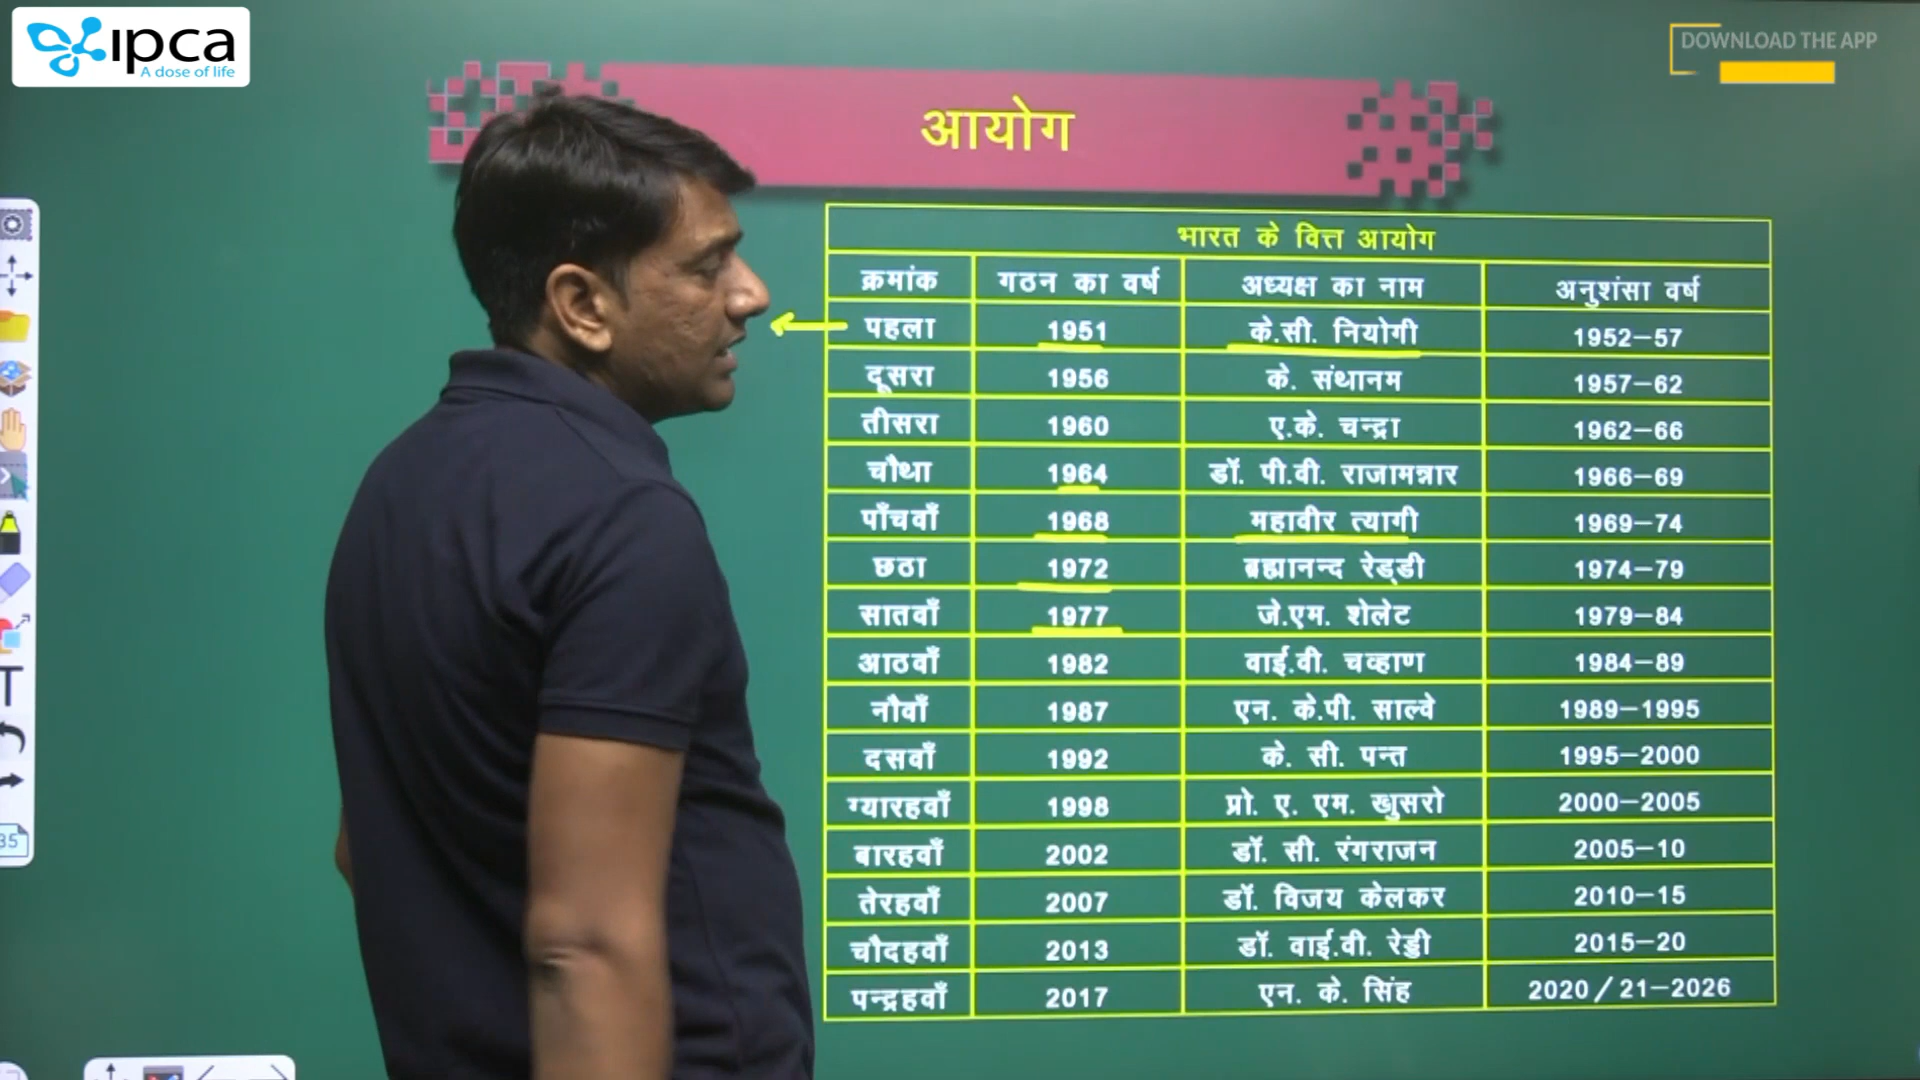 ipca
A dose of life
DOWNLOAD THE APP
आयोग
भारत के वित्त आयोग
क्रमांक गठन का वर्ष अध्यक्ष का नाम अनुशंसा वर्ष
पहला 1951 के.सी. नियोगी 1952–57
दूसरा 1956 के. संथानम 1957–62
तीसरा 1960 ए.के. चन्द्रा 1962–66
चौथा 1964 डॉ. पी.वी. राजामन्नार 1966–69
पाँचवाँ 1968 महावीर त्यागी 1969–74
छठा 1972 ब्रह्मानन्द रेड्डी 1974–79
सातवाँ 1977 जे.एम. शेलेट 1979–84
आठवाँ 1982 वाई.वी. चव्हाण 1984–89
नौवाँ 1987 एन. के.पी. साल्वे 1989–1995
दसवाँ 1992 के. सी. पन्त 1995–2000
ग्यारहवाँ 1998 प्रो. ए. एम. खुसरो 2000–2005
बारहवाँ 2002 डॉ. सी. रंगराजन 2005–10
तेरहवाँ 2007 डॉ. विजय केलकर 2010–15
चौदहवाँ 2013 डॉ. वाई.वी. रेड्डी 2015–20
पन्द्रहवाँ 2017 एन. के. सिंह 2020/21–2026
T
35